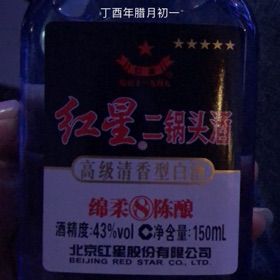 丁酉年腊月初一
红星二锅头酒
高级清香型白酒
绵柔8陈酿
酒精度:43%vol 净含量:150mL
北京红星股份有限公司
BEIJING RED STAR CO., LTD.